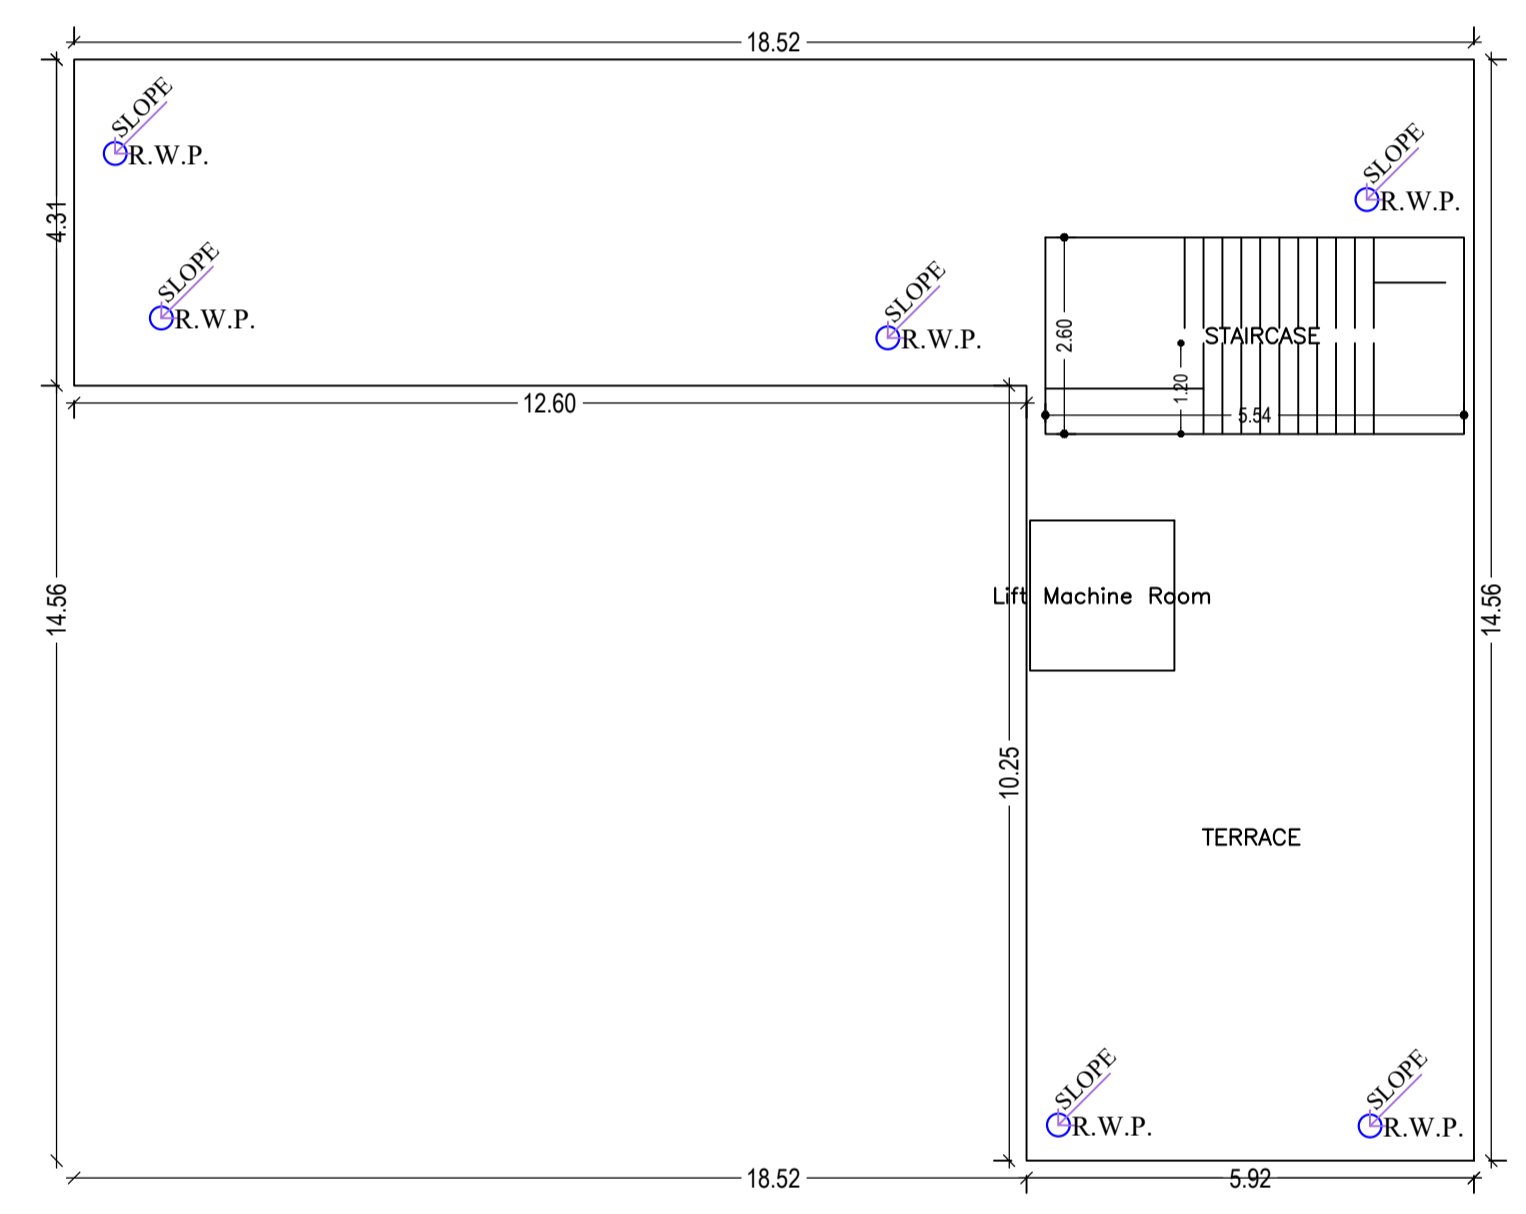 18.52
SLOPE
R.W.P.
SLOPE
R.W.P.
4.31
SLOPE
R.W.P.
SLOPE
R.W.P.
2.60
STAIRCASE
1.20
5.54
12.60
14.56
14.56
Lift Machine Room
10.25
TERRACE
SLOPE
R.W.P.
SLOPE
R.W.P.
18.52
5.92